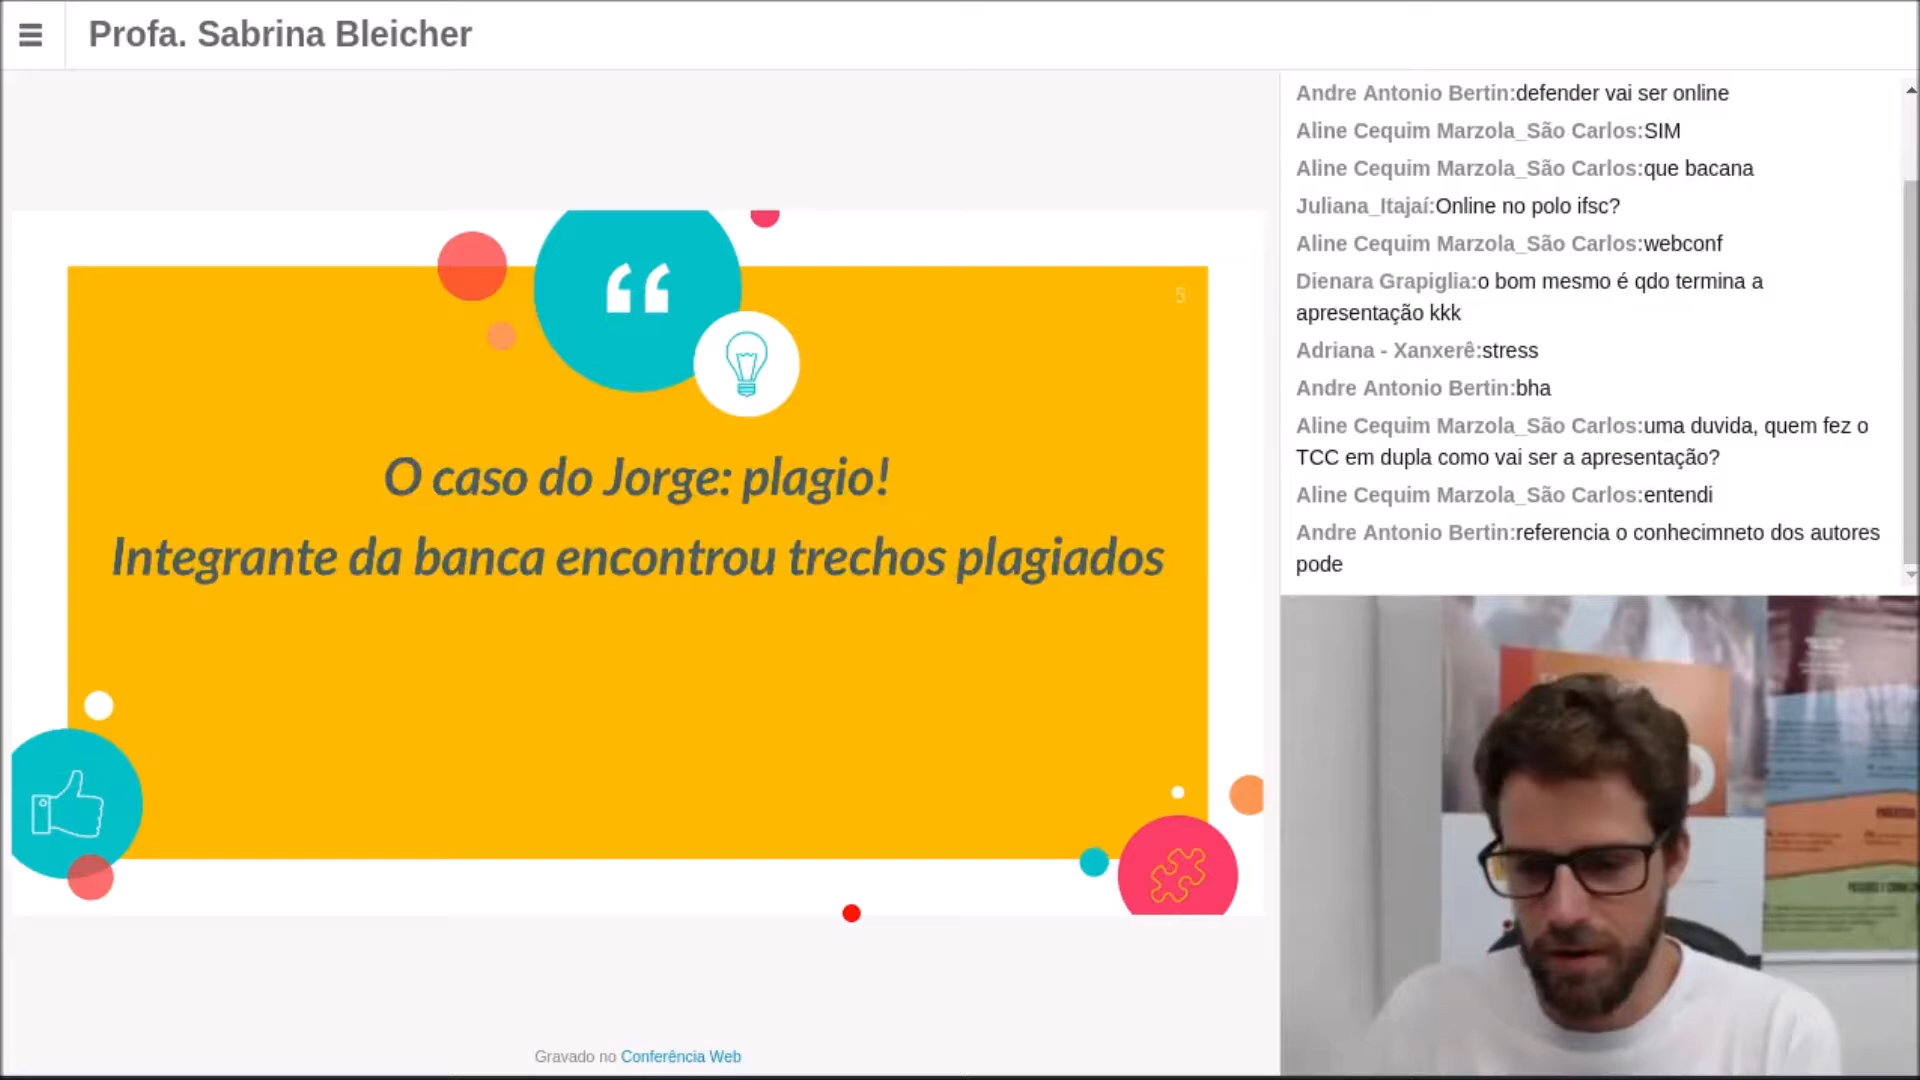 Profa. Sabrina Bleicher
5
O caso do Jorge: plagio!
Integrante da banca encontrou trechos plagiados
Gravado no Conferência Web
Andre Antonio Bertin:defender vai ser online
Aline Cequim Marzola_São Carlos:SIM
Aline Cequim Marzola_São Carlos:que bacana
Juliana_Itajaí:Online no polo ifsc?
Aline Cequim Marzola_São Carlos:webconf
Dienara Grapiglia:o bom mesmo é qdo termina a
apresentação kkk
Adriana - Xanxerê:stress
Andre Antonio Bertin:bha
Aline Cequim Marzola_São Carlos:uma duvida, quem fez o
TCC em dupla como vai ser a apresentação?
Aline Cequim Marzola_São Carlos:entendi
Andre Antonio Bertin:referencia o conhecimneto dos autores
pode